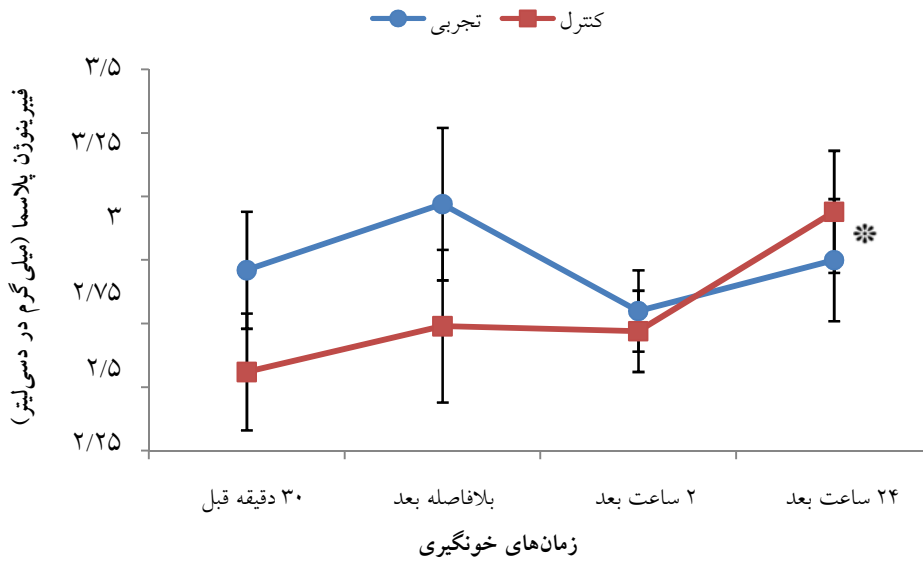 تجربی کنترل
۳/۵
۳/۲۵
۳
۲/۷۵
۲/۵
۲/۲۵
فیبرینوژن پلاسما (میلی گرم در دسی‌لیتر)
۳۰ دقیقه قبل
بلافاصله بعد
۲ ساعت بعد
۲۴ ساعت بعد
زمان‌های خونگیری